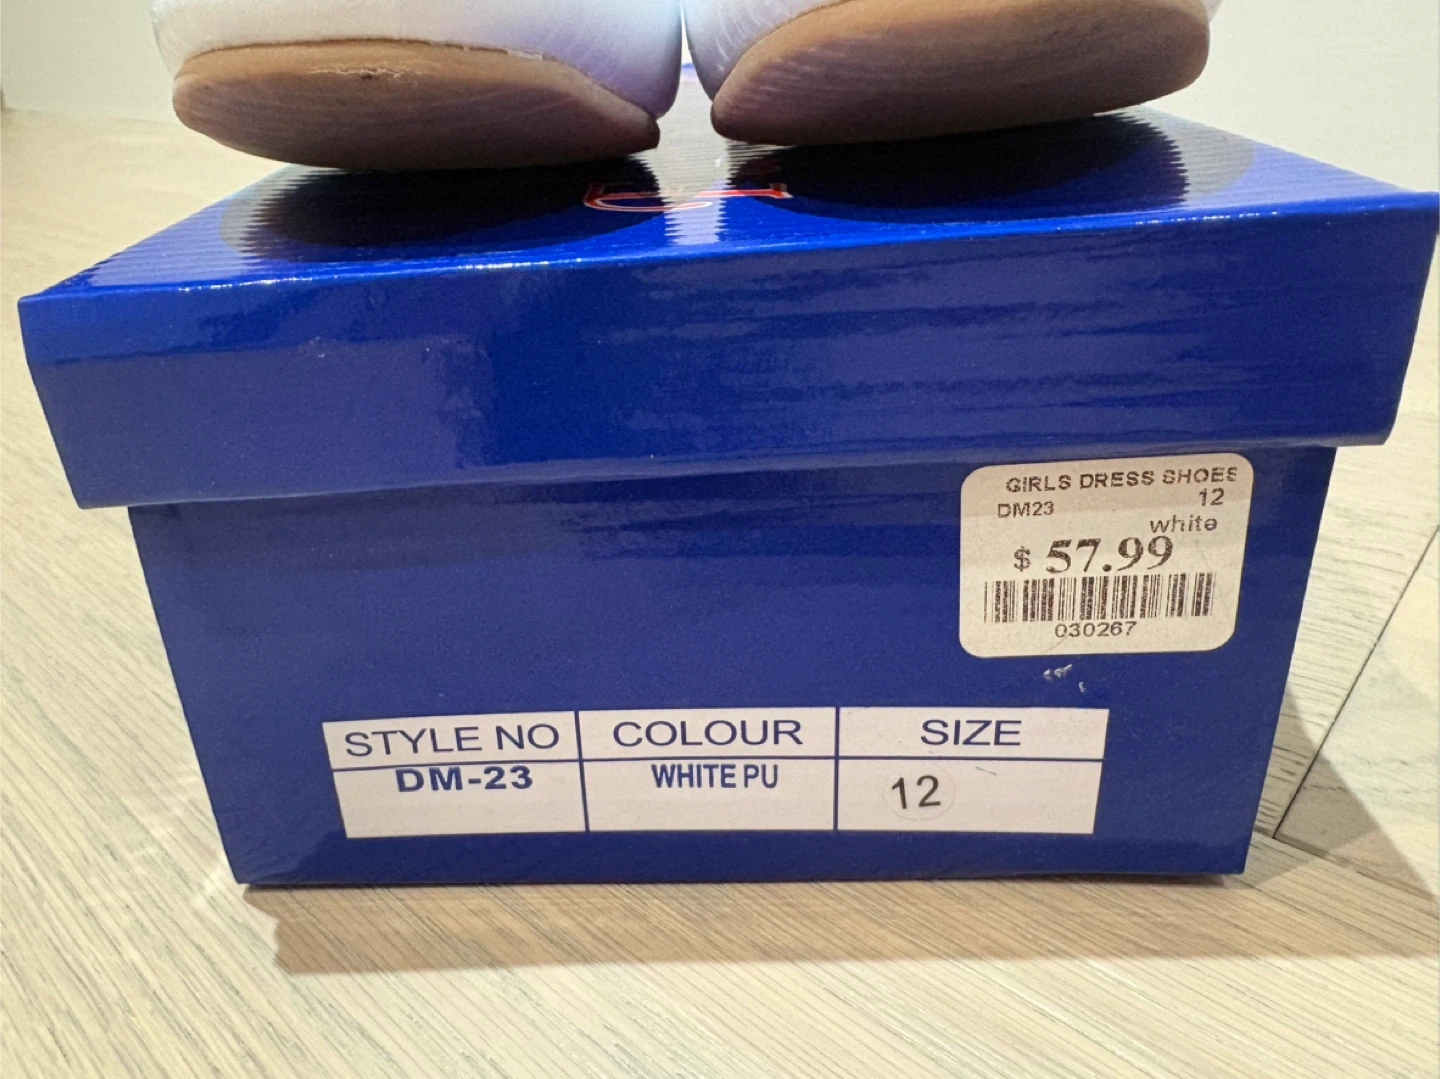 GIRLS DRESS SHOES
DM23 12
white
$ 57.99
030267
STYLE NO COLOUR SIZE
DM-23 WHITE PU 12